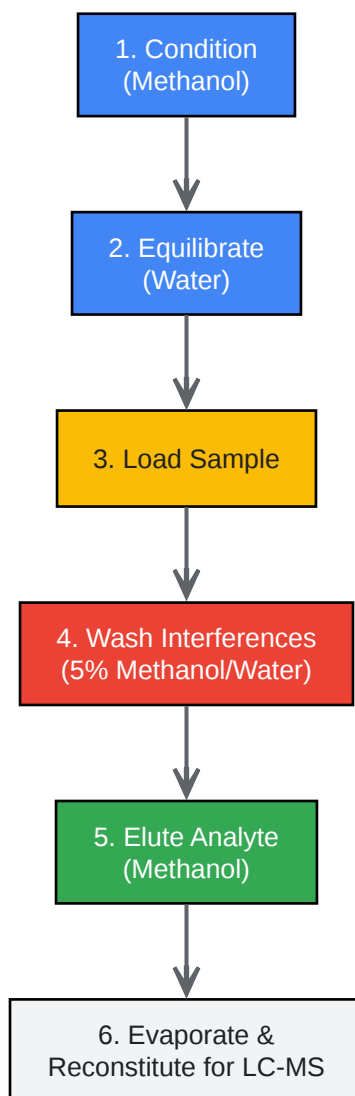 1. Condition
(Methanol)
2. Equilibrate
(Water)
3. Load Sample
4. Wash Interferences
(5% Methanol/Water)
5. Elute Analyte
(Methanol)
6. Evaporate &
Reconstitute for LC-MS